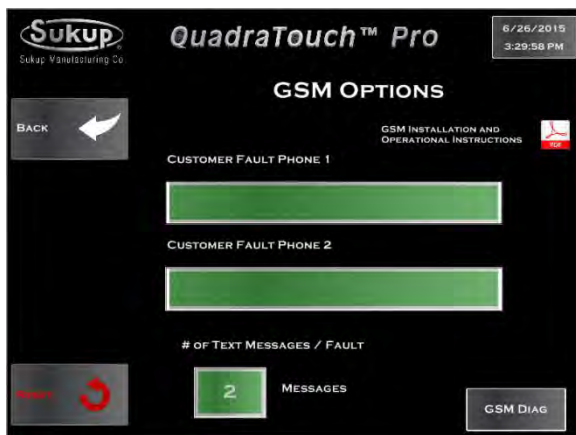 Sukup®
Sukup Manufacturing Co
QuadraTouch™ Pro
6/26/2015
3:29:58 PM
GSM OPTIONS
BACK
GSM INSTALLATION AND
OPERATIONAL INSTRUCTIONS
PDF
CUSTOMER FAULT PHONE 1
CUSTOMER FAULT PHONE 2
# OF TEXT MESSAGES / FAULT
RESET
2
MESSAGES
GSM DIAG